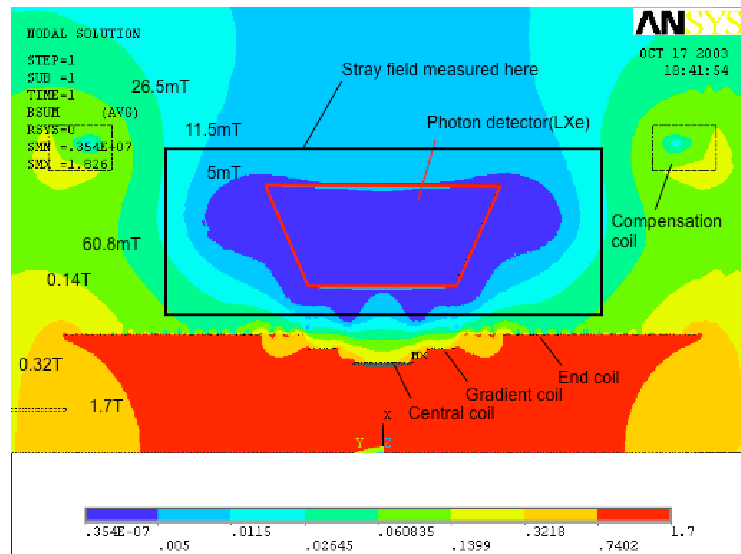 ANSYS
NODAL SOLUTION
STEP=1
SUB =1
TIME=1
BSUM (AVG)
RSYS=0
SMN =.354E-07
SMX =1.826
OCT 17 2003
18:41:54
Stray field measured here
26.5mT
11.5mT
Photon detector(LXe)
5mT
Compensation
coil
60.8mT
0.14T
0.32T
1.7T
MX
End coil
Gradient coil
Central coil
X
Y Z
.354E-07 .0115 .060835 .3218 1.7
.005 .02645 .1399 .7402